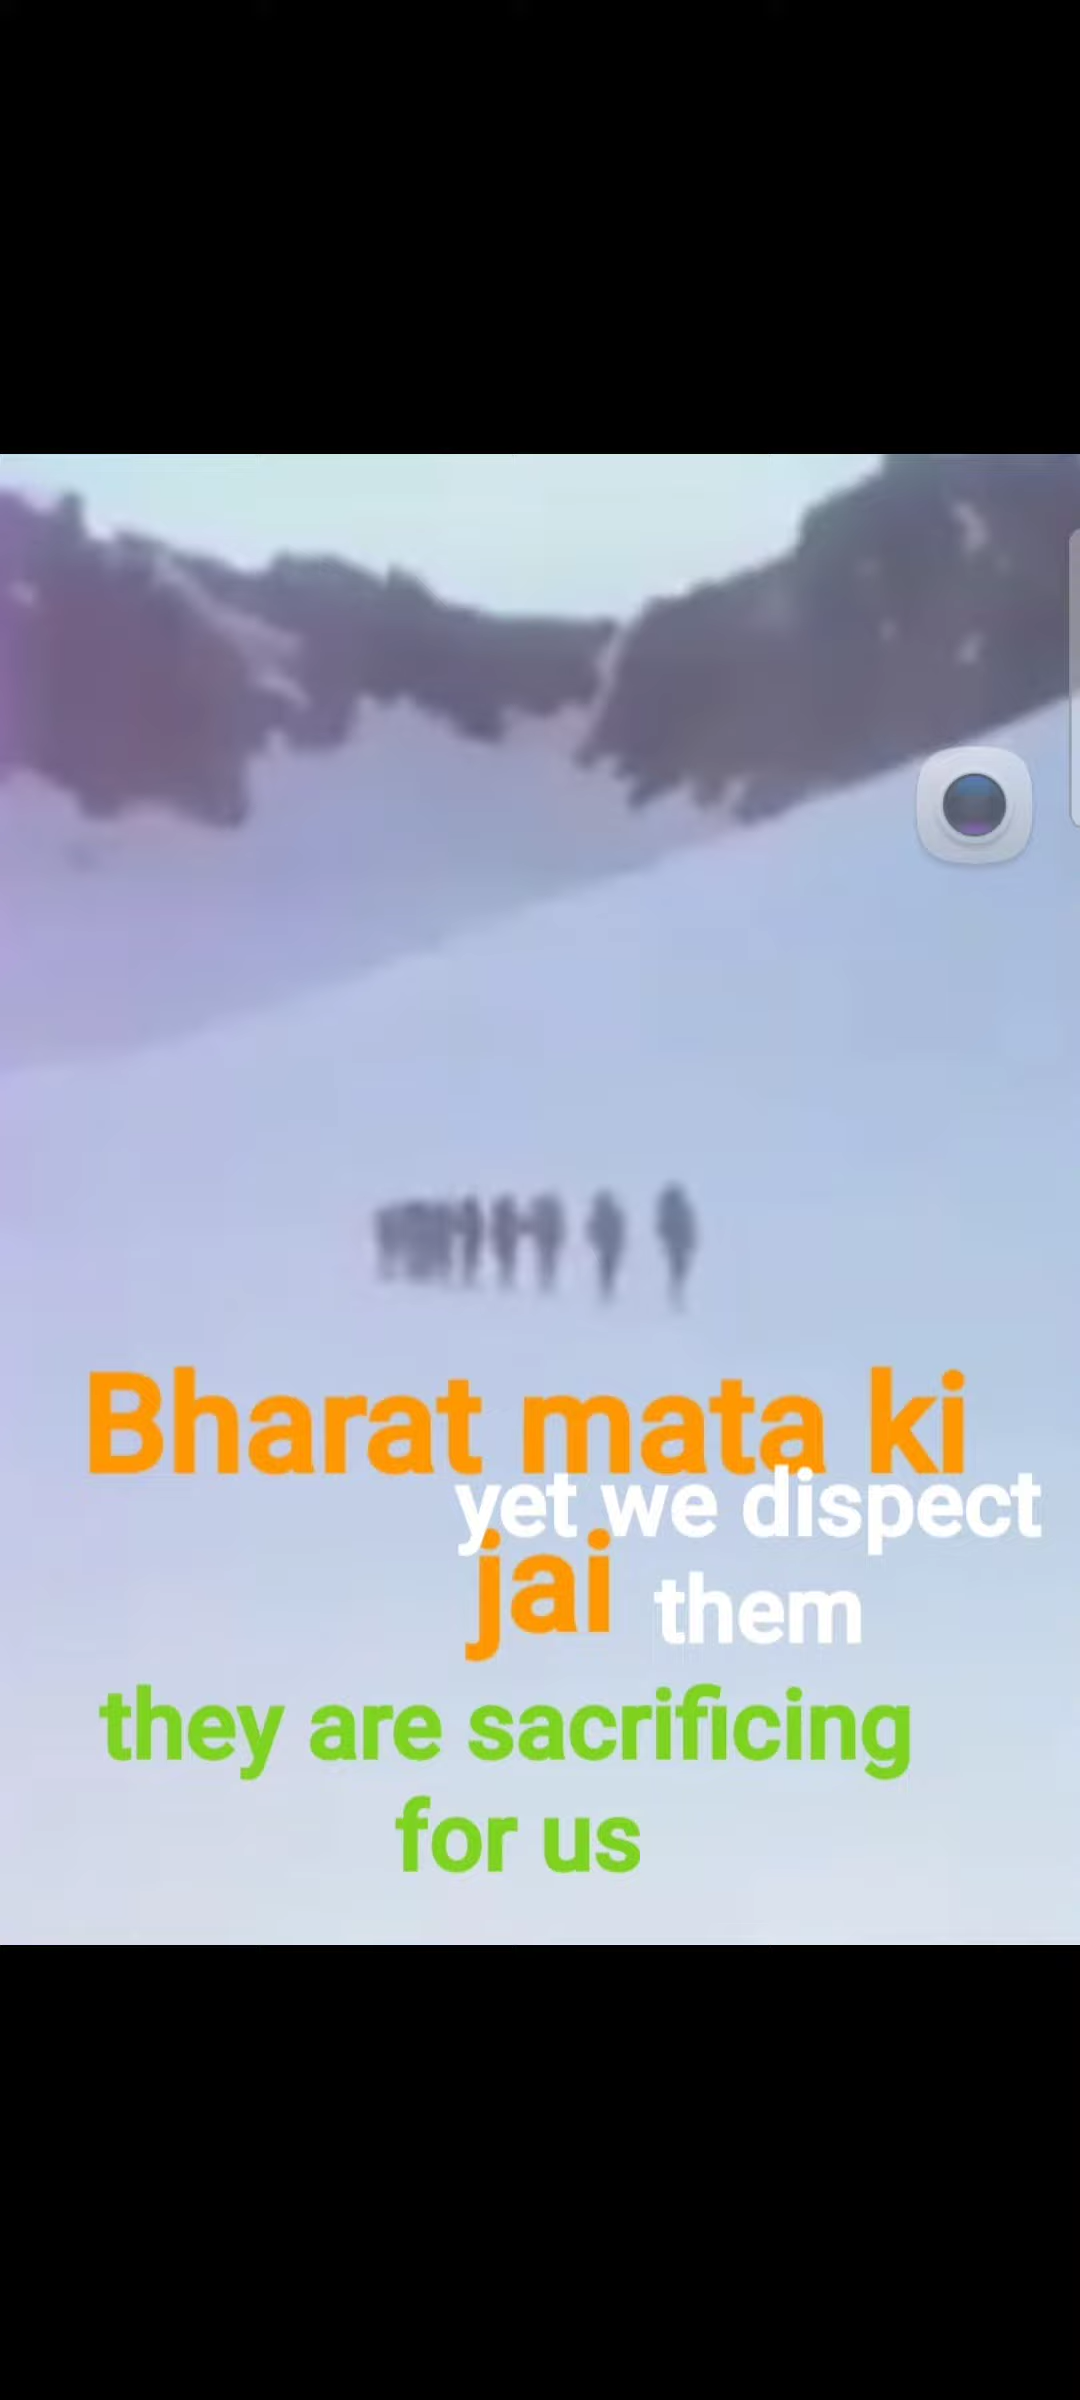 Bharat mata ki
jai
yet we dispect
them
they are sacrificing
for us